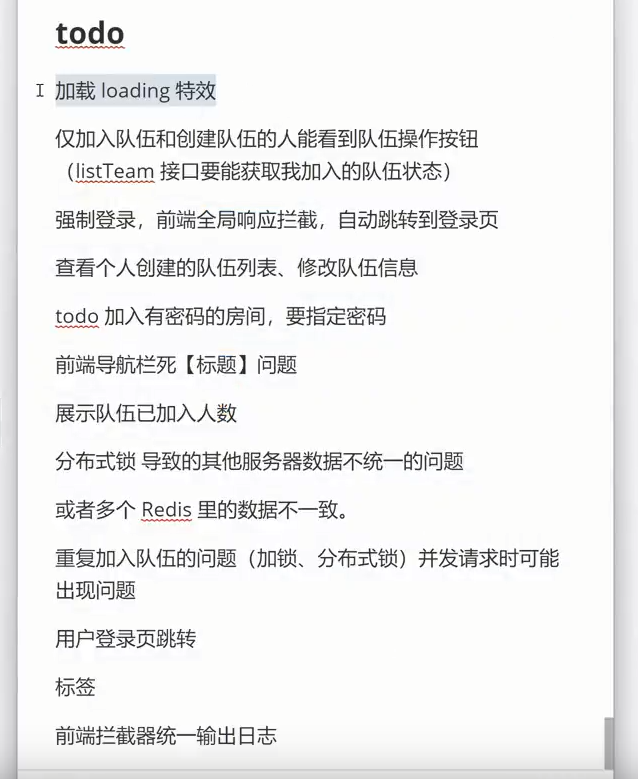 todo
加载 loading 特效
仅加入队伍和创建队伍的人能看到队伍操作按钮
（listTeam 接口要能获取我加入的队伍状态）
强制登录，前端全局响应拦截，自动跳转到登录页
查看个人创建的队伍列表、修改队伍信息
todo 加入有密码的房间，要指定密码
前端导航栏死【标题】问题
展示队伍已加入人数
分布式锁 导致的其他服务器数据不统一的问题
或者多个 Redis 里的数据不一致。
重复加入队伍的问题（加锁、分布式锁）并发请求时可能
出现问题
用户登录页跳转
标签
前端拦截器统一输出日志